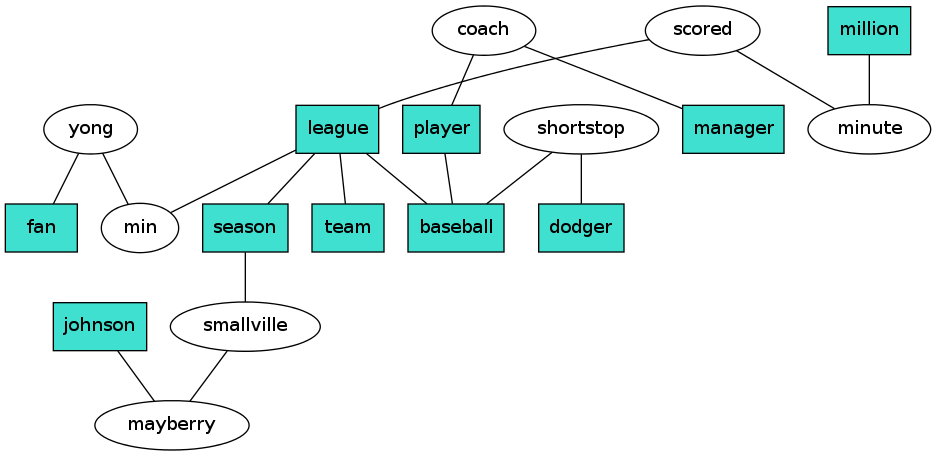 coach
scored
million
yong
league
player
shortstop
manager
minute
fan
min
season
team
baseball
dodger
johnson
smallville
mayberry